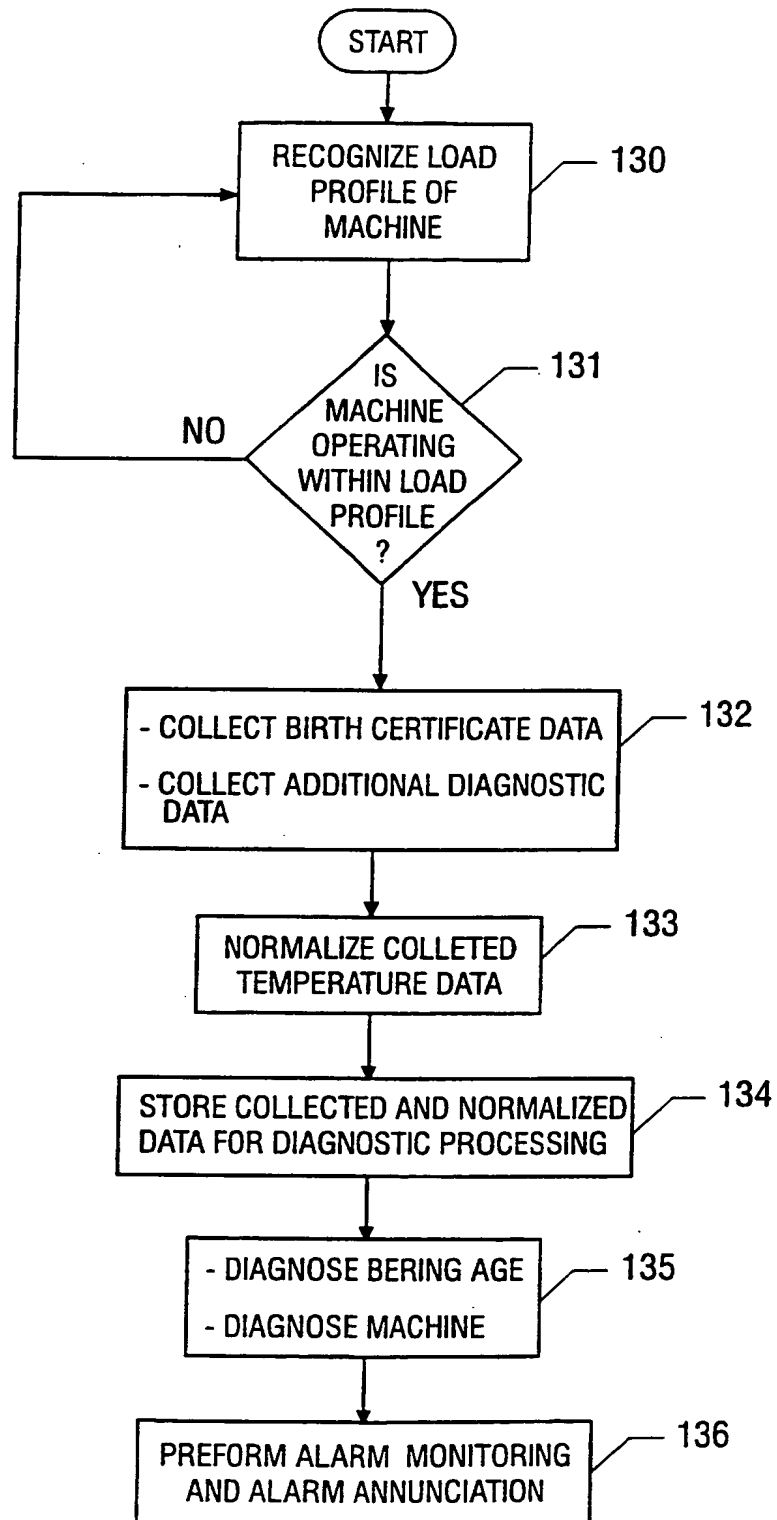 START
RECOGNIZE LOAD
PROFILE OF
MACHINE
130
IS
MACHINE
OPERATING
WITHIN LOAD
PROFILE
?
131
NO
YES
- COLLECT BIRTH CERTIFICATE DATA
- COLLECT ADDITIONAL DIAGNOSTIC
DATA
132
NORMALIZE COLLETED
TEMPERATURE DATA
133
STORE COLLECTED AND NORMALIZED
DATA FOR DIAGNOSTIC PROCESSING
134
- DIAGNOSE BERING AGE
- DIAGNOSE MACHINE
135
PREFORM ALARM MONITORING
AND ALARM ANNUNCIATION
136